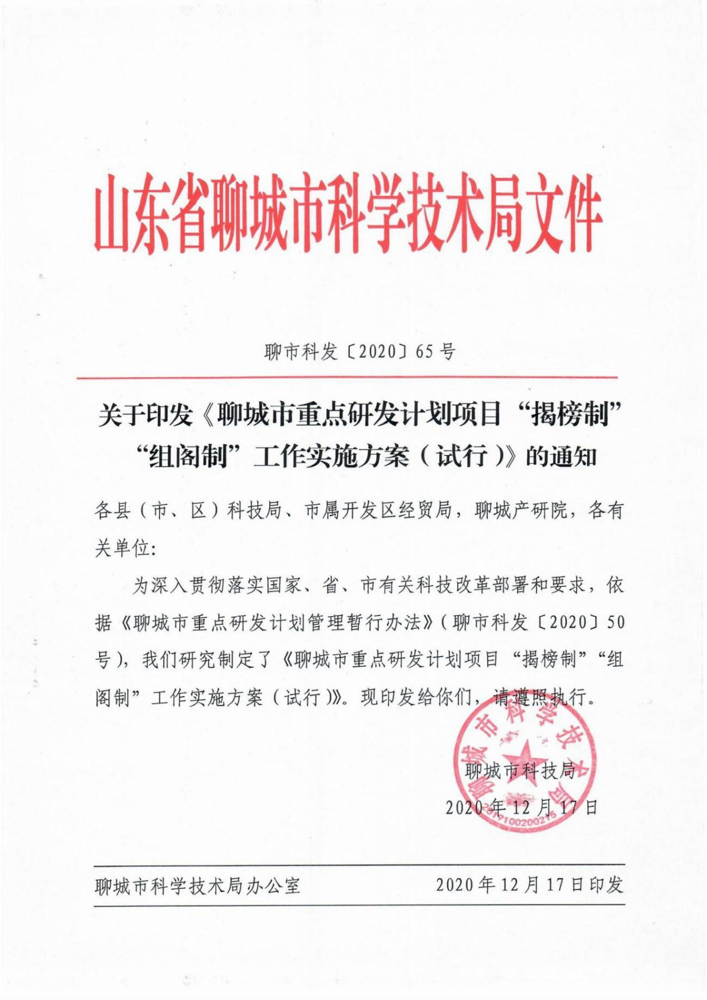 山东省聊城市科学技术局文件
聊市科发〔2020〕65号
关于印发《聊城市重点研发计划项目“揭榜制”
“组阁制”工作实施方案（试行）》的通知
各县（市、区）科技局、市属开发区经贸局，聊城产研院，各有
关单位：
为深入贯彻落实国家、省、市有关科技改革部署和要求，依
据《聊城市重点研发计划管理暂行办法》（聊市科发〔2020〕50
号），我们研究制定了《聊城市重点研发计划项目“揭榜制”“组
阁制”工作实施方案（试行）》。现印发给你们，请遵照执行。
聊城市科学技术局
聊城市科技局
2020年12月17日
聊城市科学技术局办公室 2020年12月17日印发